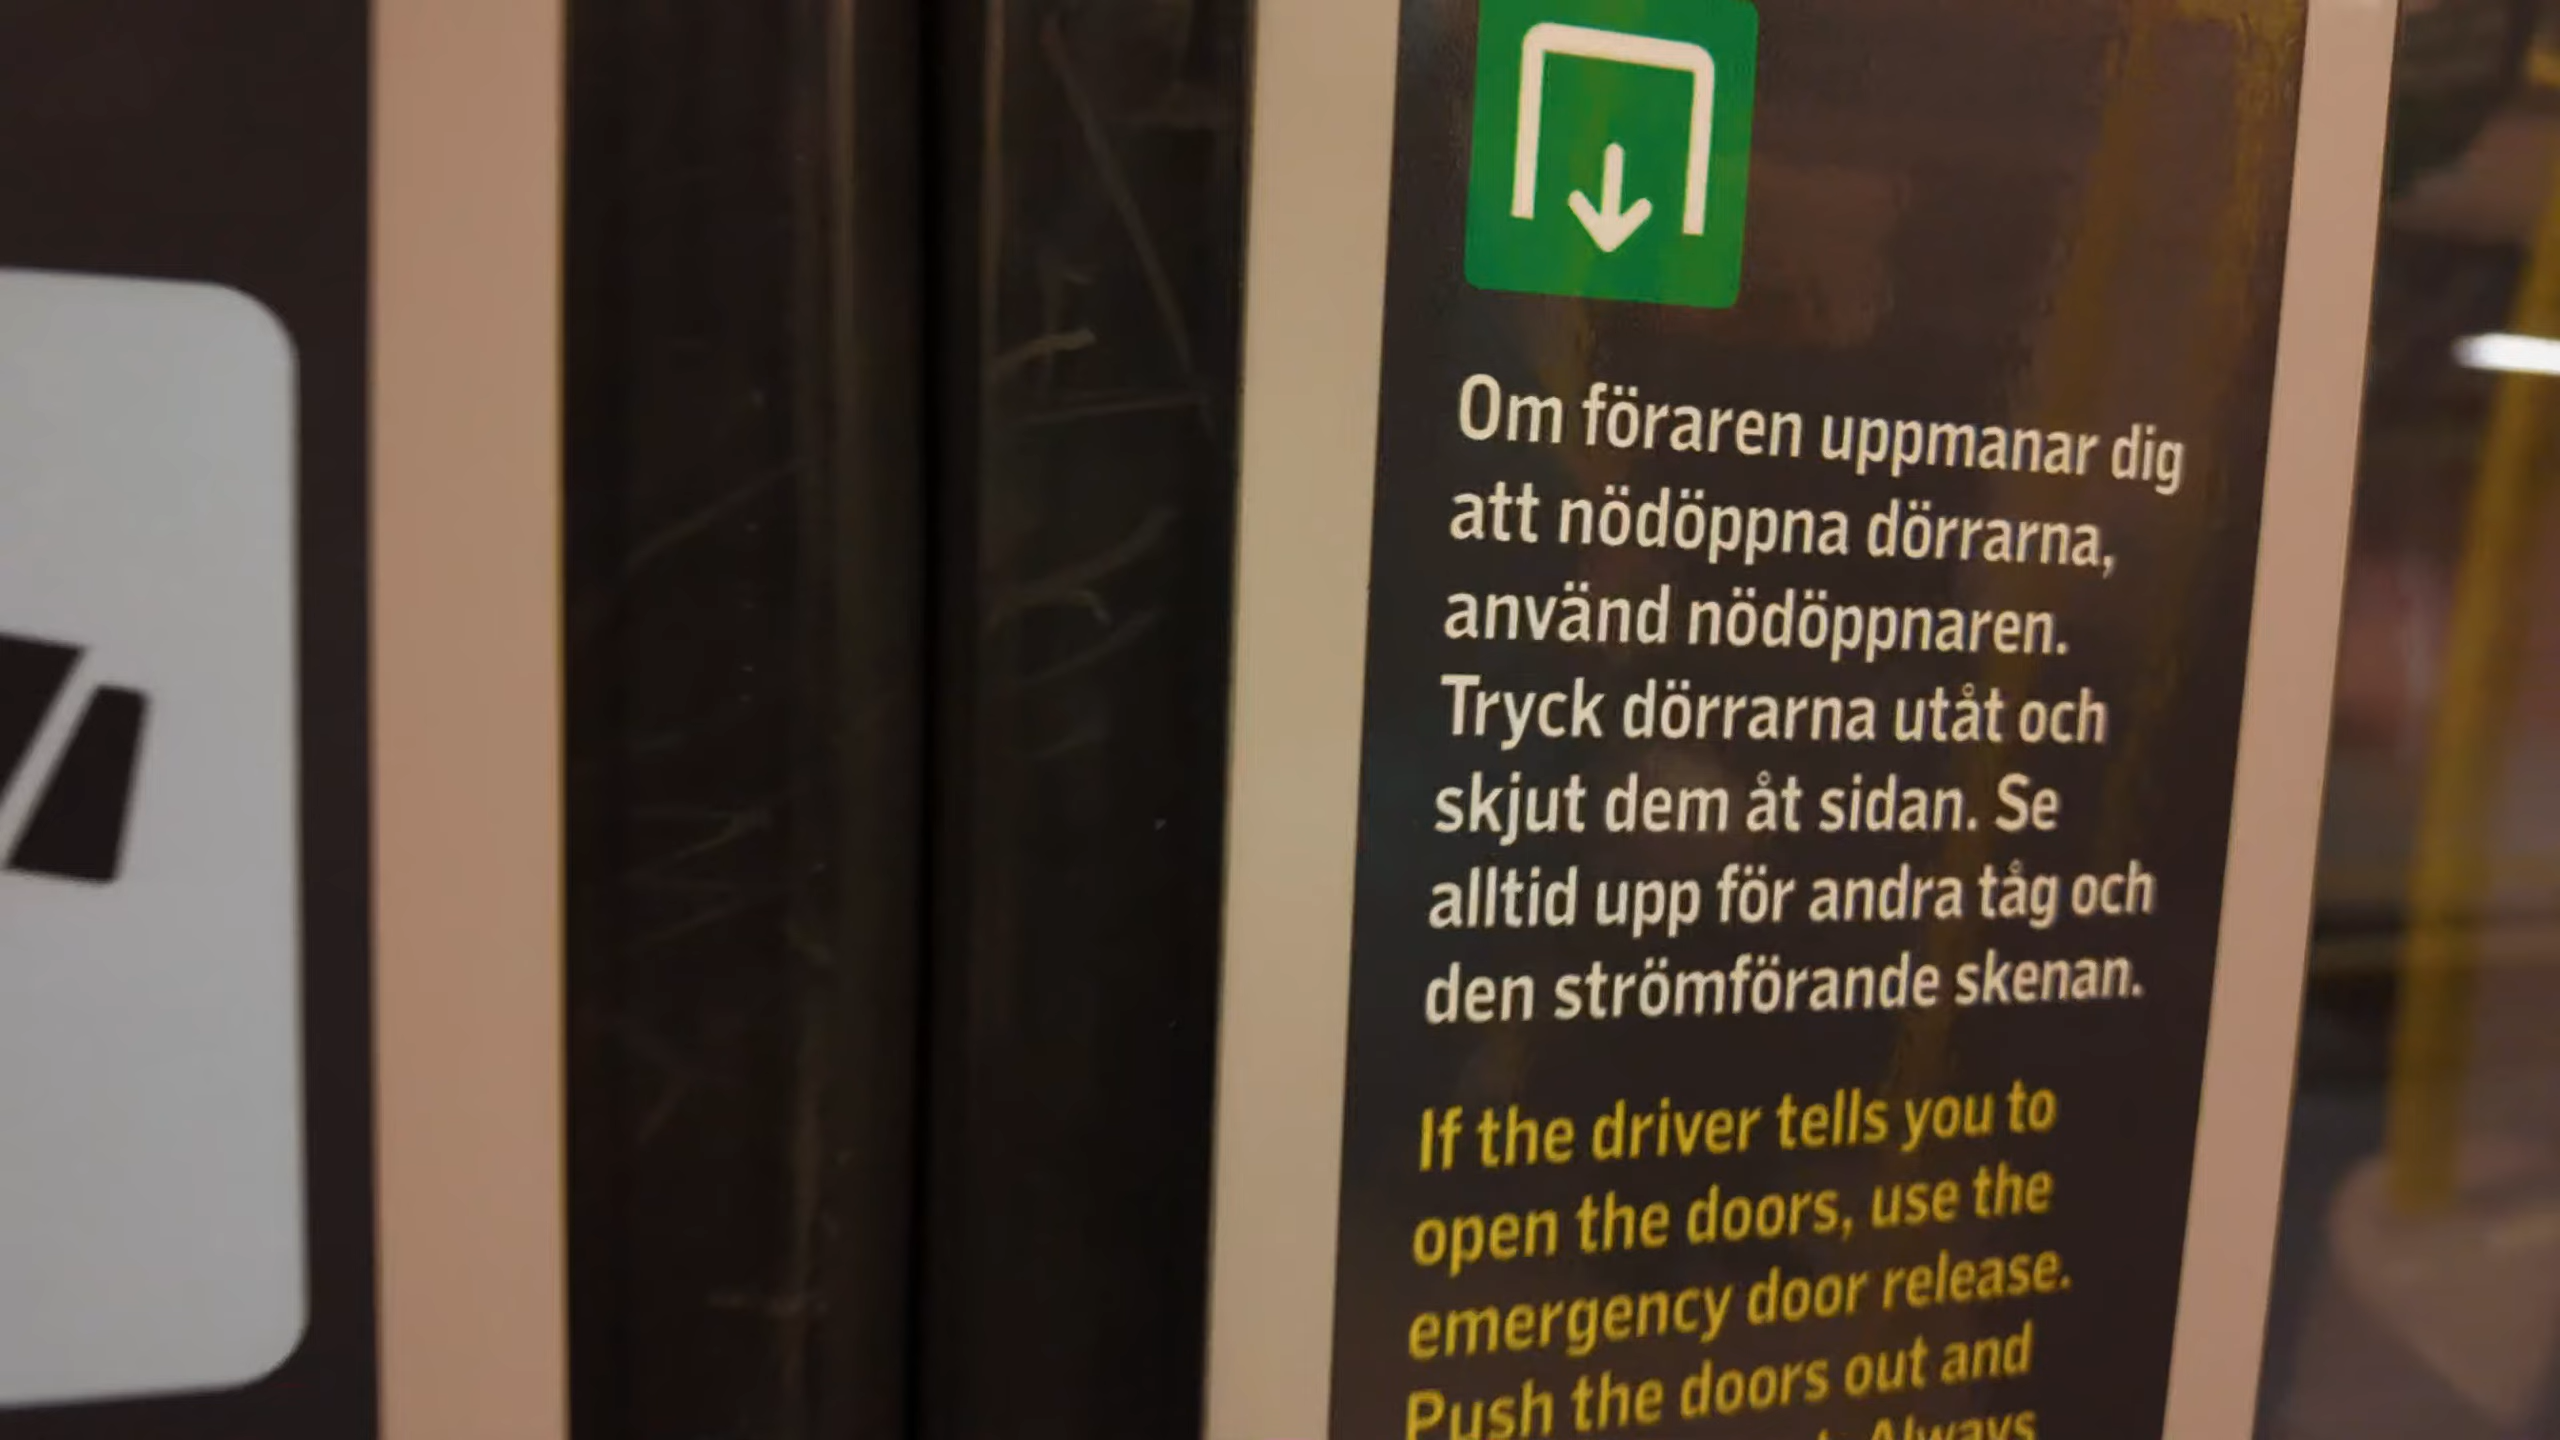 Om föraren uppmanar dig
att nödöppna dörrarna,
använd nödöppnaren.
Tryck dörrarna utåt och
skjut dem åt sidan. Se
alltid upp för andra tåg och
den strömförande skenan.
If the driver tells you to
open the doors, use the
emergency door release.
Push the doors out and
Always